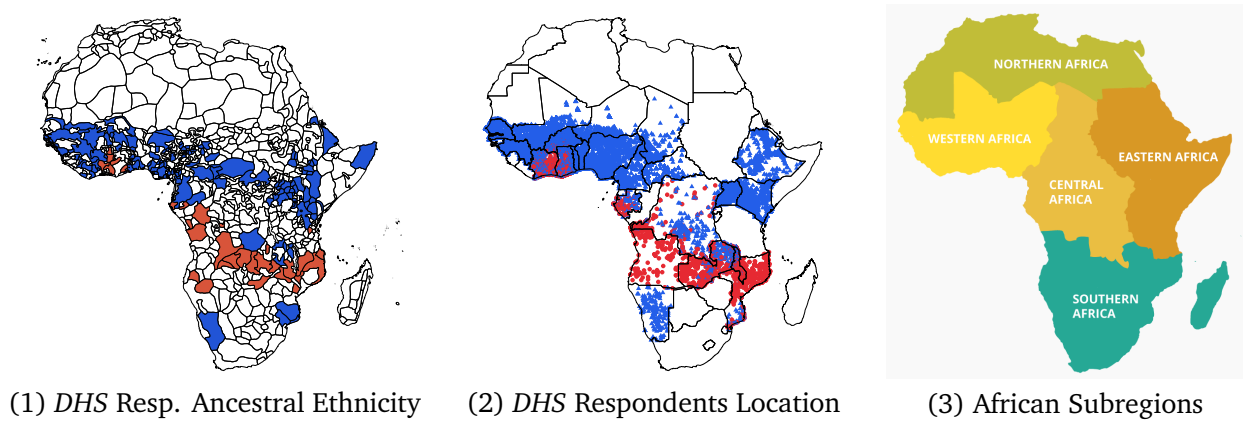 NORTHERN AFRICA
WESTERN AFRICA
EASTERN AFRICA
CENTRAL
AFRICA
SOUTHERN
AFRICA
(1) DHS Resp. Ancestral Ethnicity
(2) DHS Respondents Location
(3) African Subregions